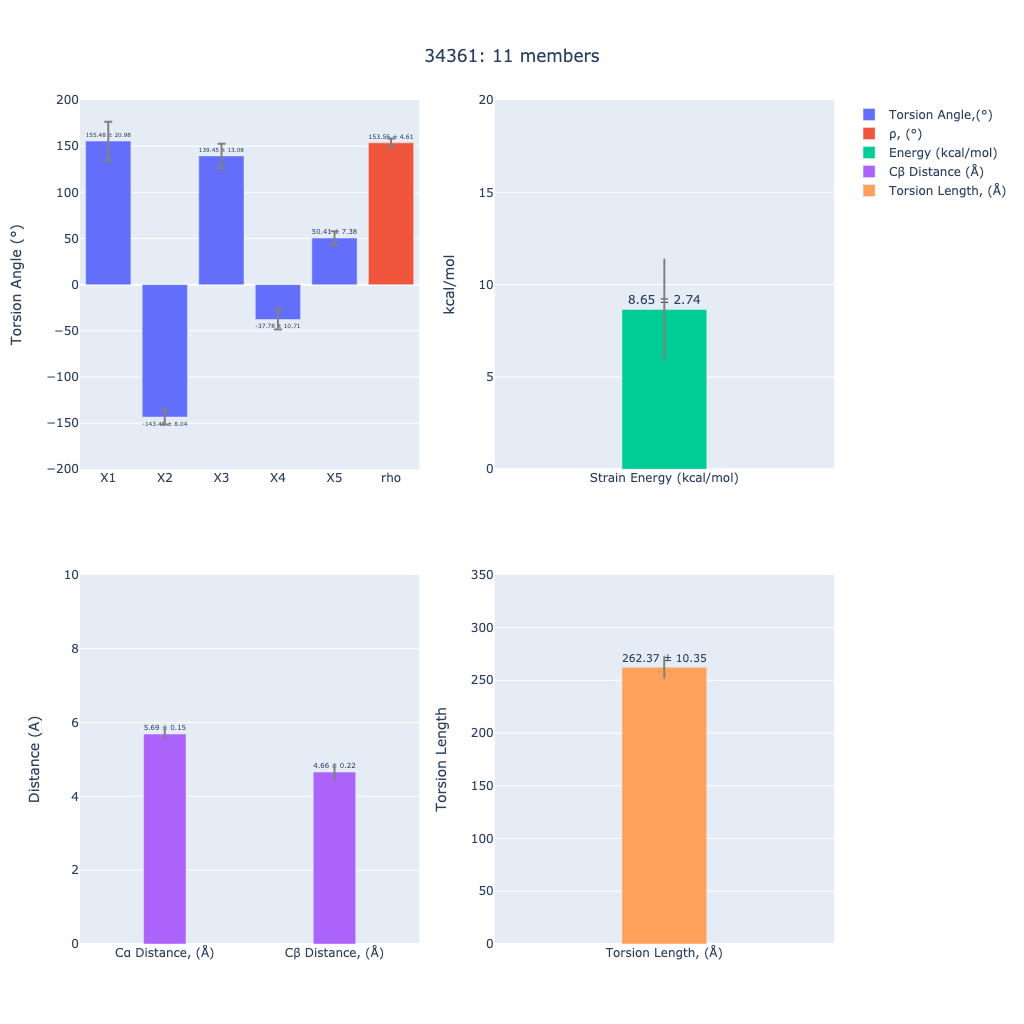 34361: 11 members
Torsion Angle (°)
200
150
100
50
0
−50
−100
−150
−200
155.48 ± 20.98
139.45 ± 13.08
-37.78 ± 10.71
50.41 ± 7.38
153.56 ± 4.61
X1 X2 X3 X4 X5 rho
kcal/mol
20
15
10
5
0
8.65 ± 2.74
Strain Energy (kcal/mol)
Torsion Angle,(°)
ρ, (°)
Energy (kcal/mol)
Cβ Distance (Å)
Torsion Length, (Å)
Distance (A)
10
8
6
4
2
0
5.69 ± 0.15
4.66 ± 0.22
Cα Distance, (Å) Cβ Distance, (Å)
Torsion Length
350
300
250
200
150
100
50
0
262.37 ± 10.35
Torsion Length, (Å)